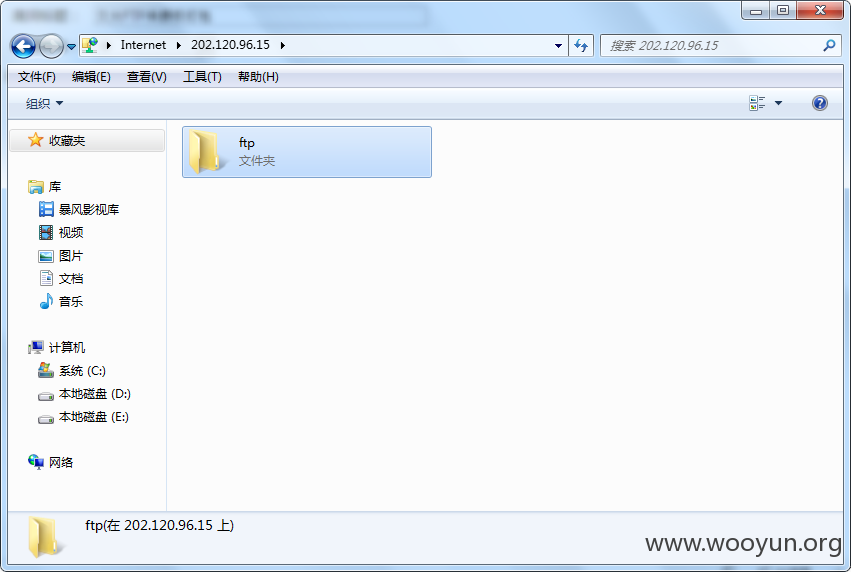 Internet 202.120.96.15
搜索 202.120.96.15
文件(F) 编辑(E) 查看(V) 工具(T) 帮助(H)
组织
收藏夹
ftp
文件夹
库
暴风影视库
视频
图片
文档
音乐
计算机
系统 (C:)
本地磁盘 (D:)
本地磁盘 (E:)
网络
ftp(在 202.120.96.15 上)
www.wooyun.org